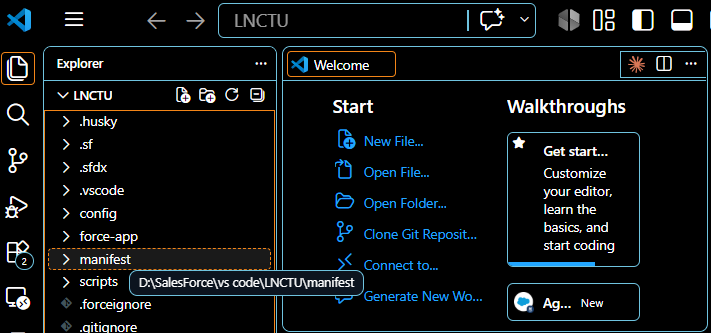 LNCTU
Explorer
Welcome
LNCTU
.husky
.sf
.sfdx
.vscode
config
force-app
manifest
scripts
.forceignore
.gitignore
D:\SalesForce\vs code\LNCTU\manifest
2
Start
New File...
Open File...
Open Folder...
Clone Git Reposit...
Connect to...
Generate New Wo...
Walkthroughs
Get start...
Customize
your editor,
learn the
basics, and
start coding
Ag... New